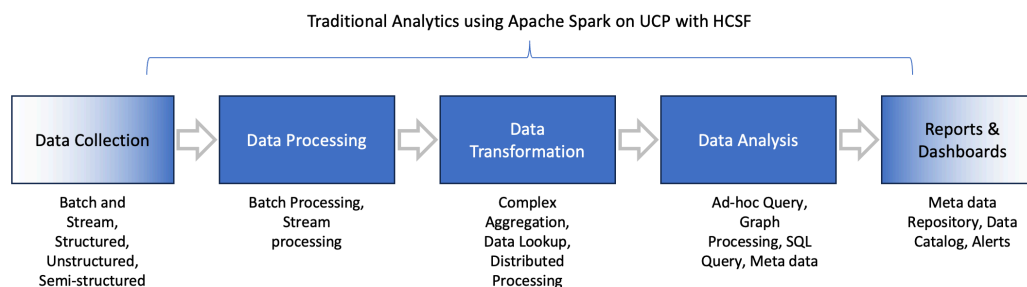 Traditional Analytics using Apache Spark on UCP with HCSF
Data Collection
Data Processing
Data
Transformation
Data Analysis
Reports &
Dashboards
Batch and
Stream,
Structured,
Unstructured,
Semi-structured
Batch Processing,
Stream
processing
Complex
Aggregation,
Data Lookup,
Distributed
Processing
Ad-hoc Query,
Graph
Processing, SQL
Query, Meta data
Meta data
Repository, Data
Catalog, Alerts